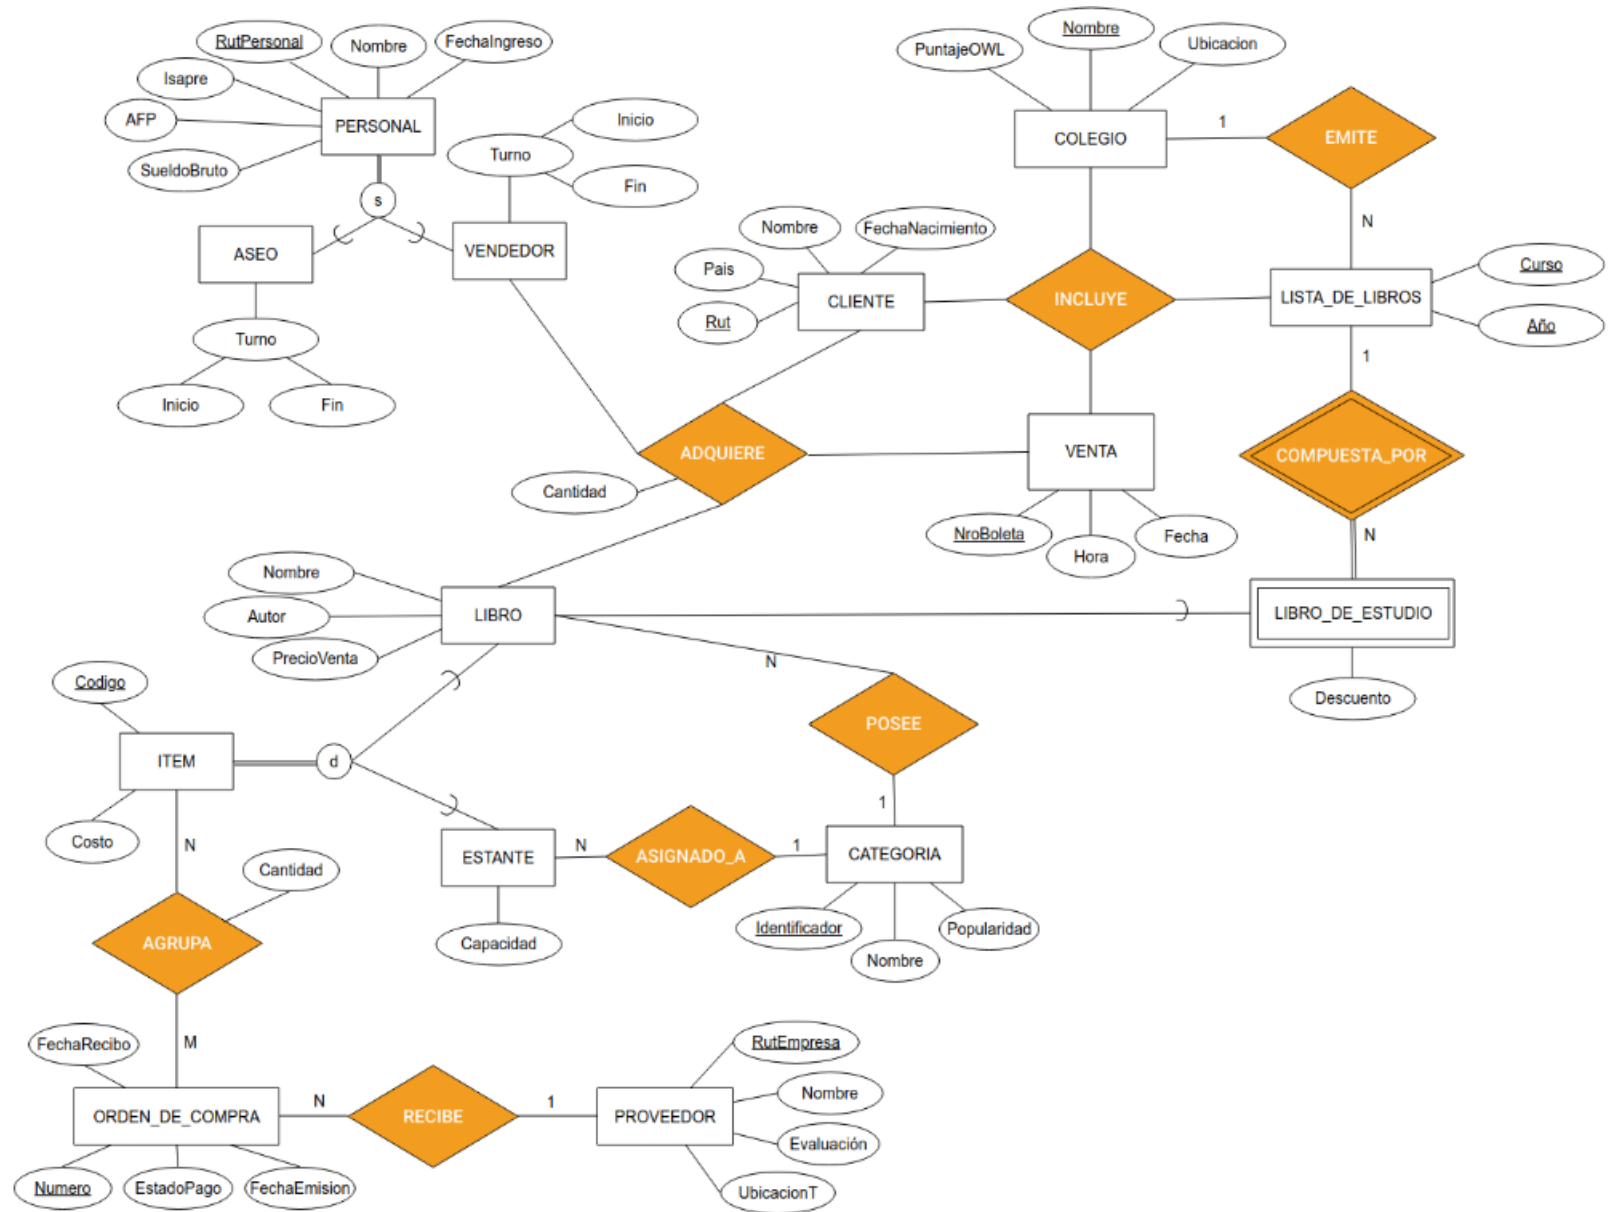 RutPersonal
Nombre
FechaIngreso
Isapre
AFP
SueldoBruto
PERSONAL
s
ASEO
Turno
Inicio
Fin
VENDEDOR
Turno
Inicio
Fin
PuntajeOWL
Nombre
Ubicacion
COLEGIO
1
EMITE
N
Nombre
FechaNacimiento
Pais
Rut
CLIENTE
INCLUYE
LISTA_DE_LIBROS
Curso
Año
1
ADQUIERE
Cantidad
VENTA
NroBoleta
Hora
Fecha
COMPUESTA_POR
N
LIBRO_DE_ESTUDIO
Descuento
Nombre
Autor
PrecioVenta
LIBRO
N
POSEE
1
Codigo
ITEM
Costo
d
N
ESTANTE
N
ASIGNADO_A
1
CATEGORIA
Capacidad
Identificador
Nombre
Popularidad
Cantidad
AGRUPA
M
FechaRecibo
ORDEN_DE_COMPRA
N
RECIBE
1
PROVEEDOR
Numero
EstadoPago
FechaEmision
RutEmpresa
Nombre
Evaluación
UbicacionT